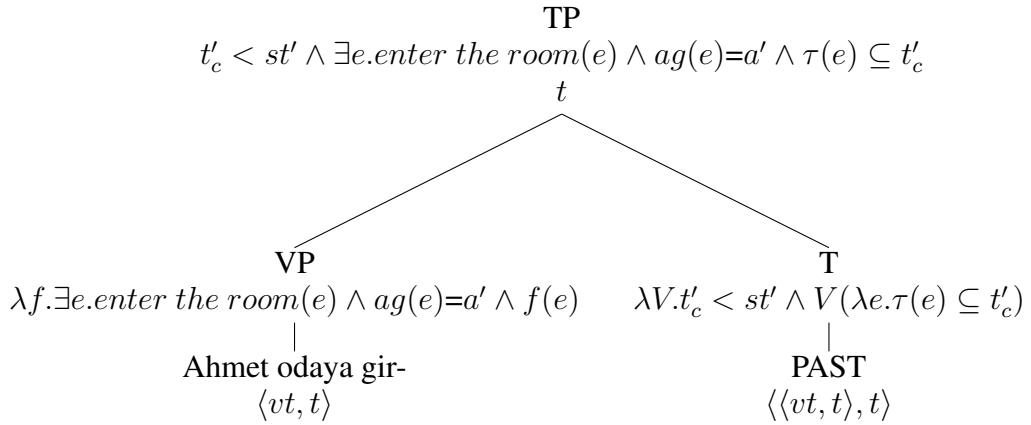 TP
t′c < st′ ∧ ∃e.enter the room(e) ∧ ag(e)=a′ ∧ τ(e) ⊆ t′c
t
VP
λf.∃e.enter the room(e) ∧ ag(e)=a′ ∧ f(e)
Ahmet odaya gir-
⟨vt, t⟩
T
λV.t′c < st′ ∧ V(λe.τ(e) ⊆ t′c)
PAST
⟨⟨vt, t⟩, t⟩